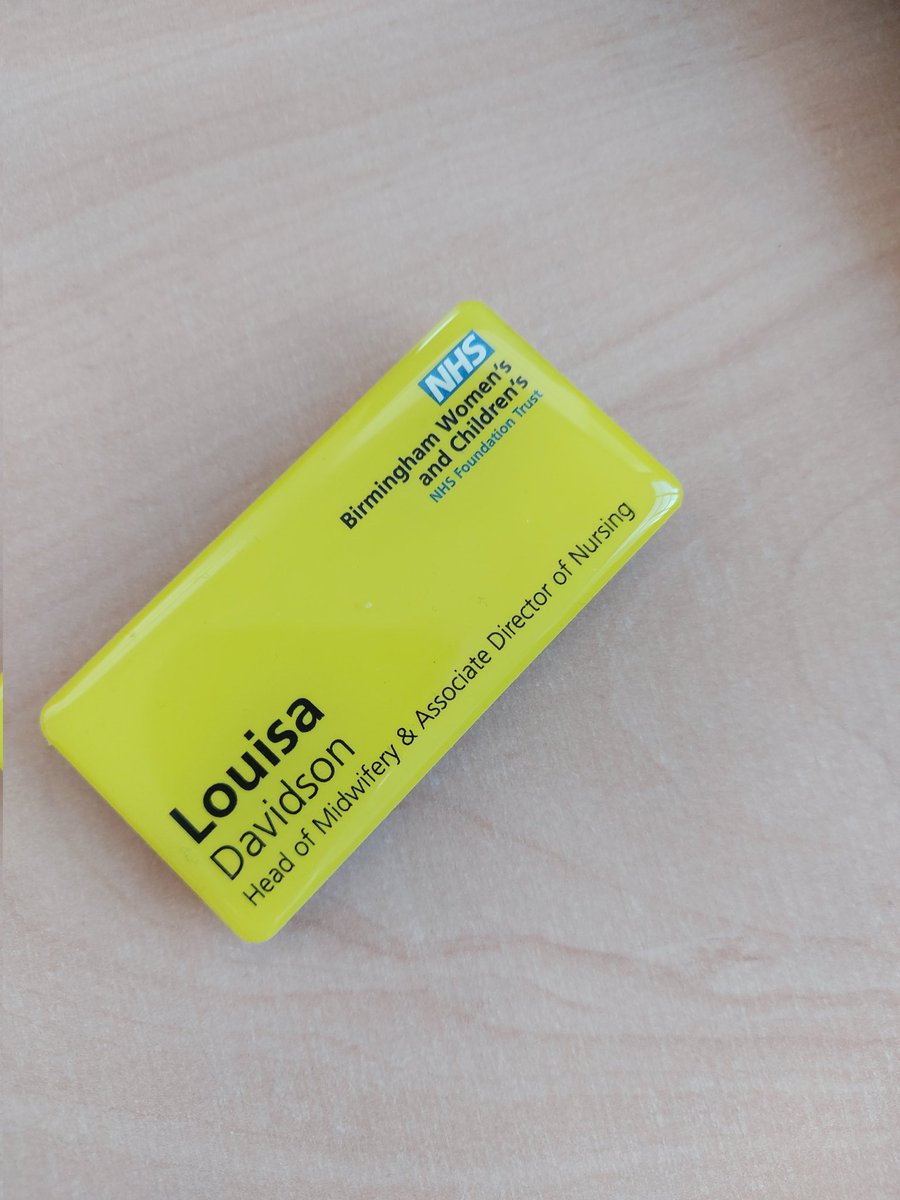 NHS
Birmingham Women's
and Children's
NHS Foundation Trust
Louisa
Davidson
Head of Midwifery & Associate Director of Nursing